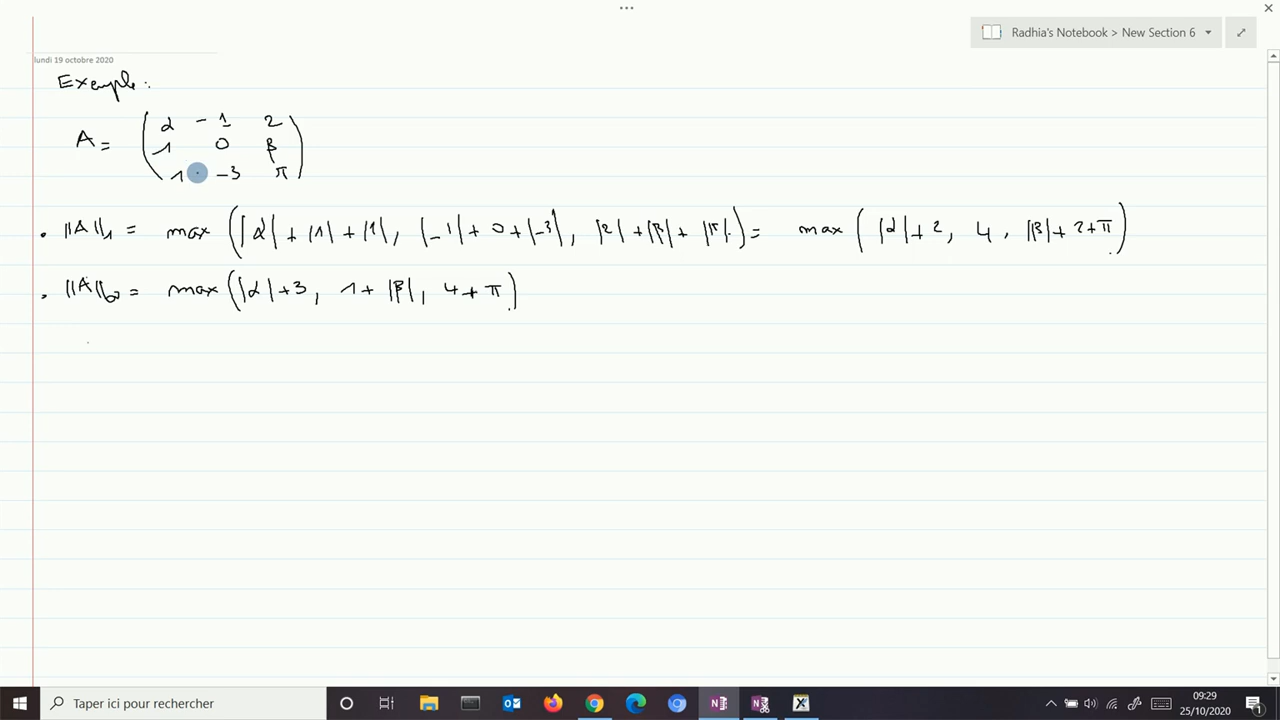 Radhia's Notebook > New Section 6
lundi 19 octobre 2020
Exemple:
A = ( α -1 2
1 0 β
1 -3 π )
. ||A||₁ = max (|α| + |1| + |1|, |-1| + 0 + |-3|, |2| + |β| + |π|) = max (|α| + 2, 4, |β| + 2 + π)
. ||A||∞ = max (|α| + 3, 1 + |β|, 4 + π)
Taper ici pour rechercher
09:29
25/10/2020